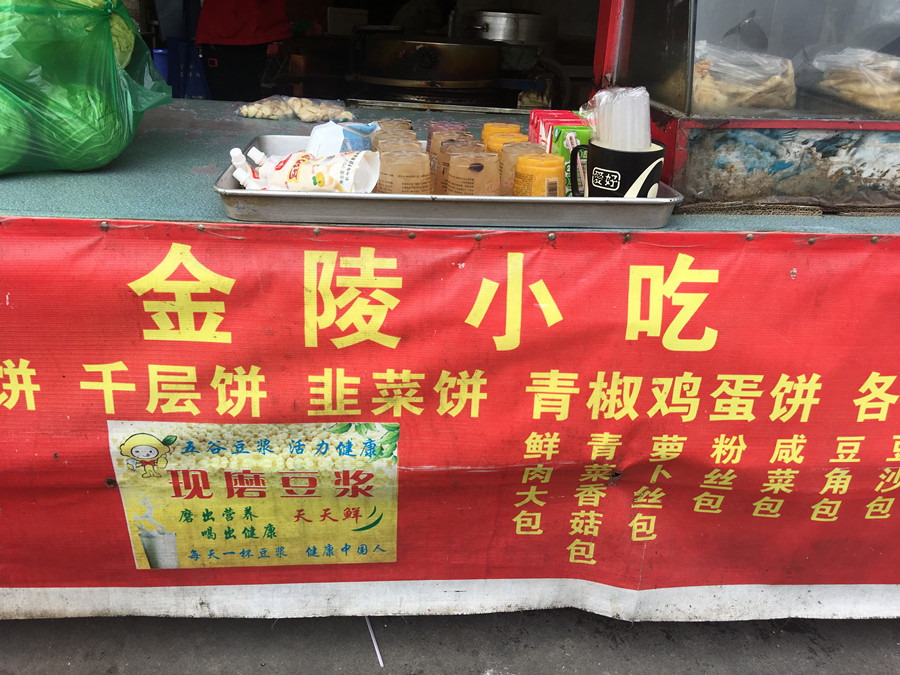 金陵小吃
饼 千层饼 韭菜饼 青椒鸡蛋饼 各
鲜肉大包
青菜香菇包
萝卜丝包
粉丝包
咸菜包
豆角包
豆沙包
五谷豆浆 活力健康
现磨豆浆
磨出营养 天天鲜
喝出健康
每天一杯豆浆 健康中国人
爱好